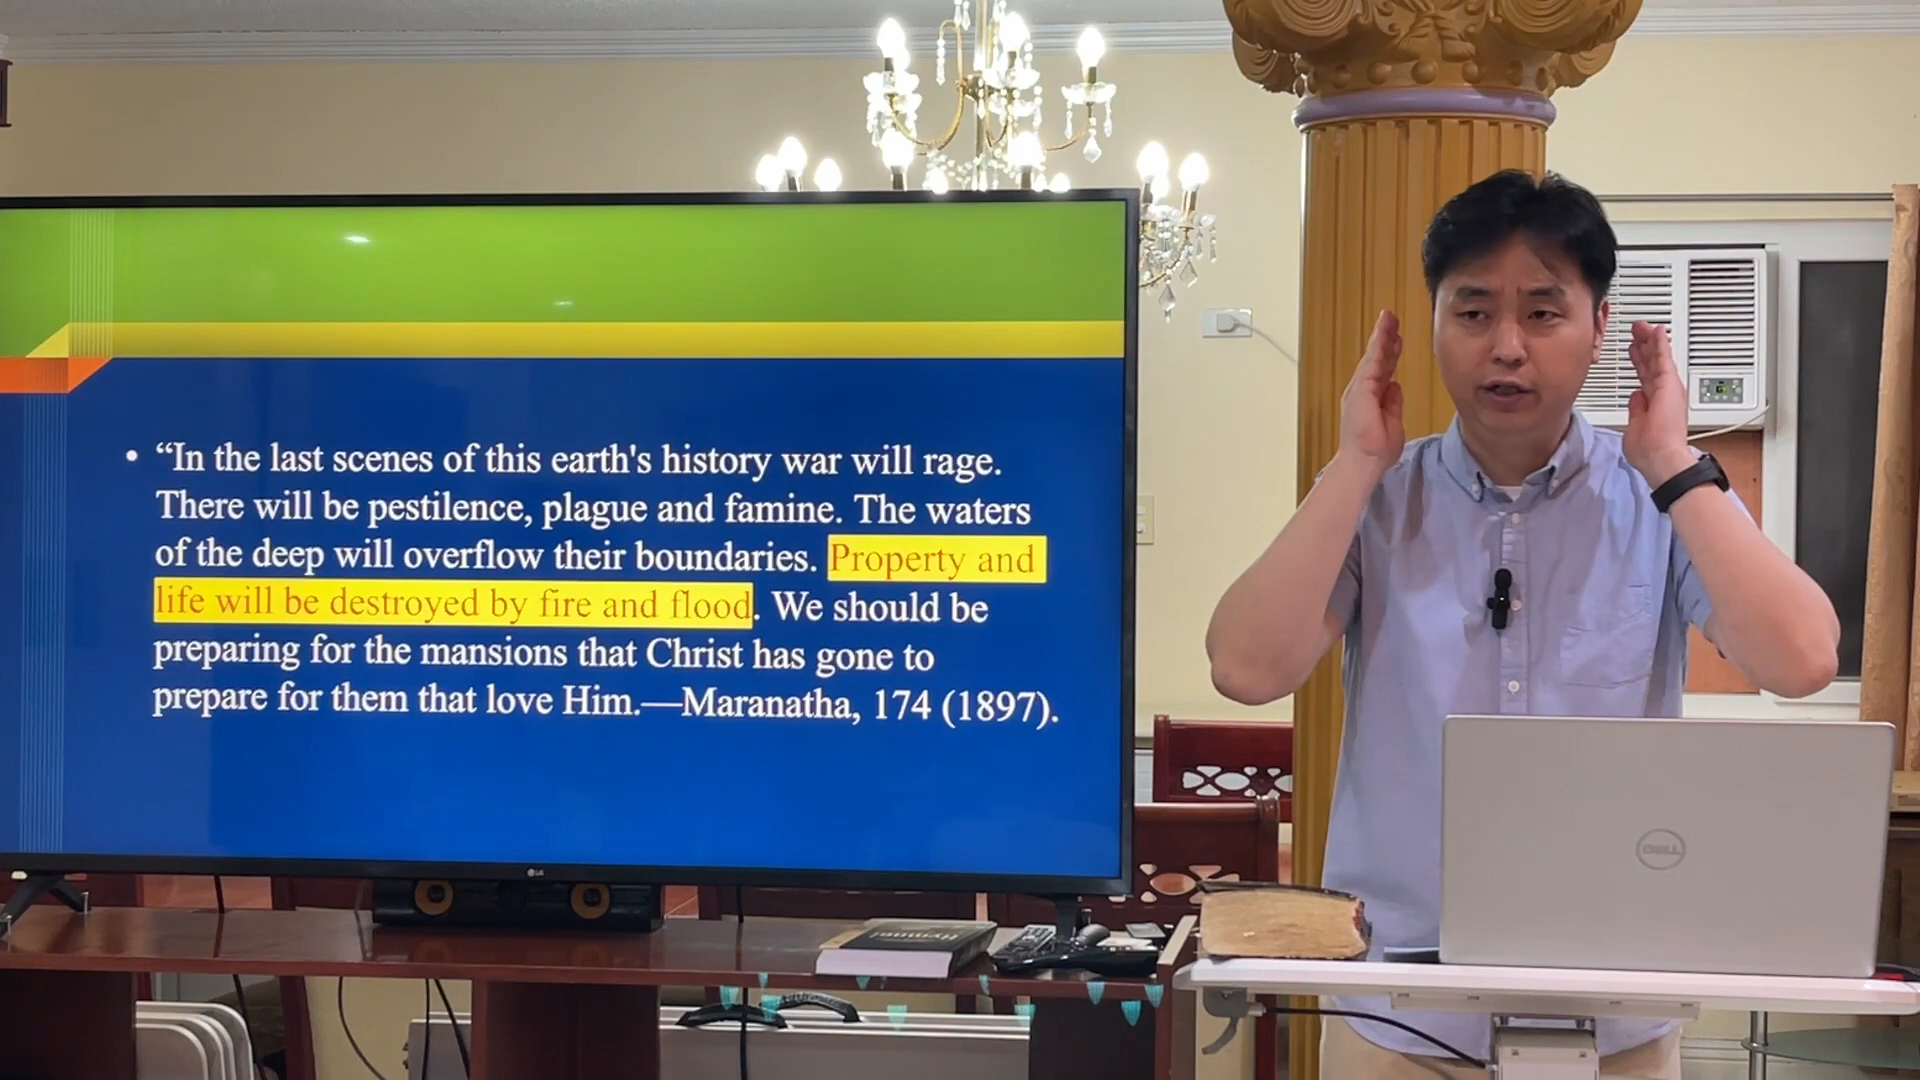 • “In the last scenes of this earth's history war will rage.
There will be pestilence, plague and famine. The waters
of the deep will overflow their boundaries. Property and
life will be destroyed by fire and flood. We should be
preparing for the mansions that Christ has gone to
prepare for them that love Him.—Maranatha, 174 (1897).
LG
DELL
Hymnal